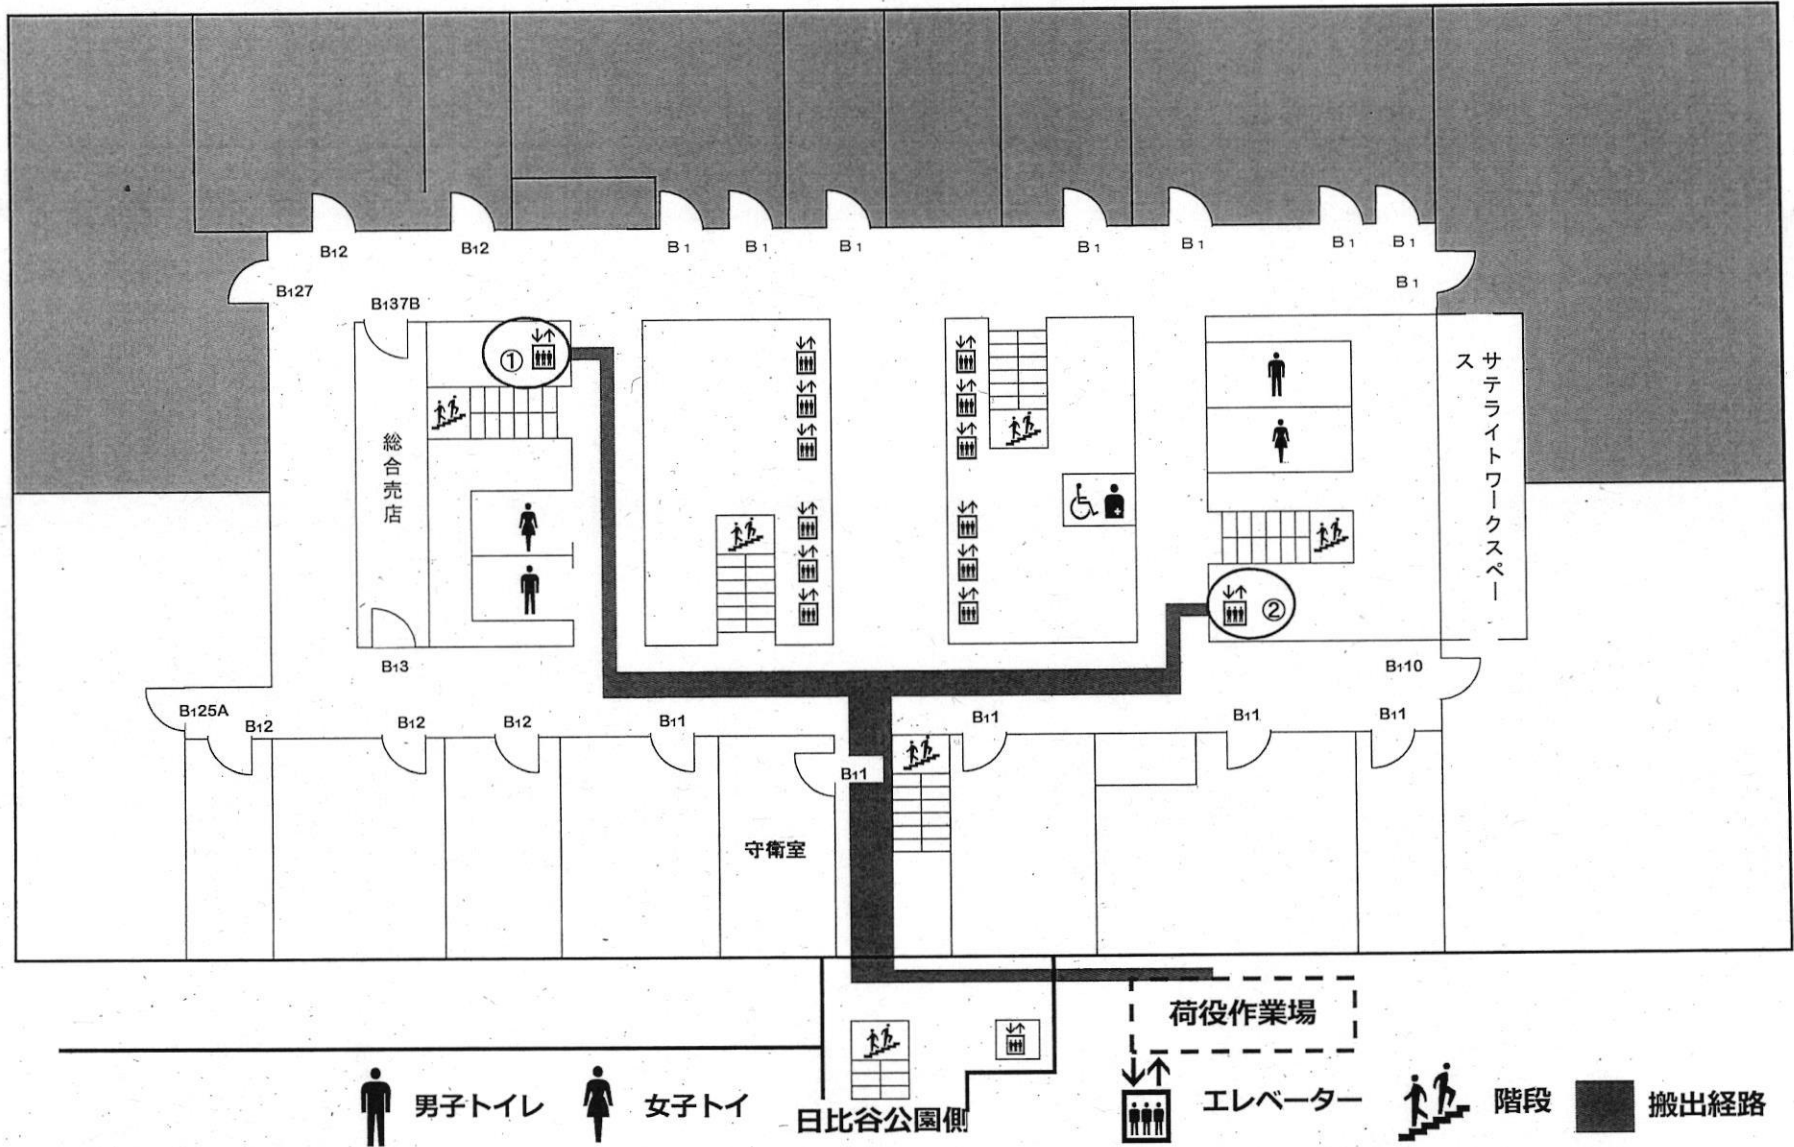 B12
B12
B1
B1
B1
B1
B1
B1
B1
B127
B1
B137B
①
総合売店
サテライトワークスペー
ス
②
B13
B110
B125A
B12
B12
B12
B11
B11
B11
B11
B11
守衛室
荷役作業場
男子トイレ
女子トイ
日比谷公園側
エレベーター
階段
搬出経路